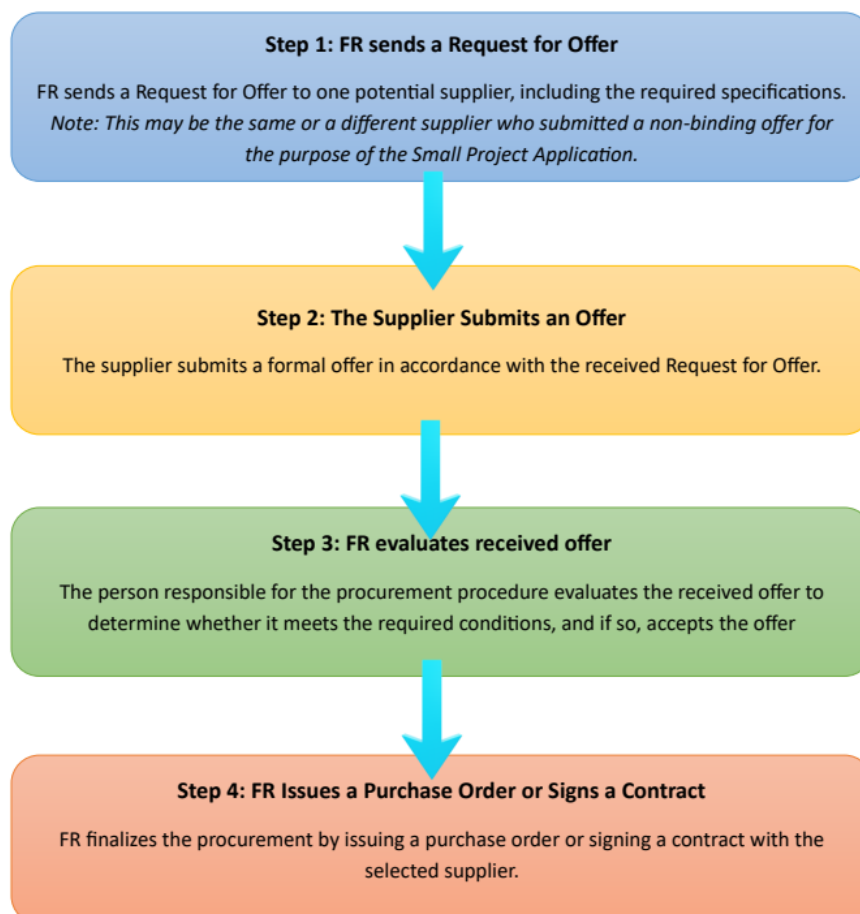 Step 1: FR sends a Request for Offer
FR sends a Request for Offer to one potential supplier, including the required specifications.
Note: This may be the same or a different supplier who submitted a non-binding offer for
the purpose of the Small Project Application.
Step 2: The Supplier Submits an Offer
The supplier submits a formal offer in accordance with the received Request for Offer.
Step 3: FR evaluates received offer
The person responsible for the procurement procedure evaluates the received offer to
determine whether it meets the required conditions, and if so, accepts the offer
Step 4: FR Issues a Purchase Order or Signs a Contract
FR finalizes the procurement by issuing a purchase order or signing a contract with the
selected supplier.